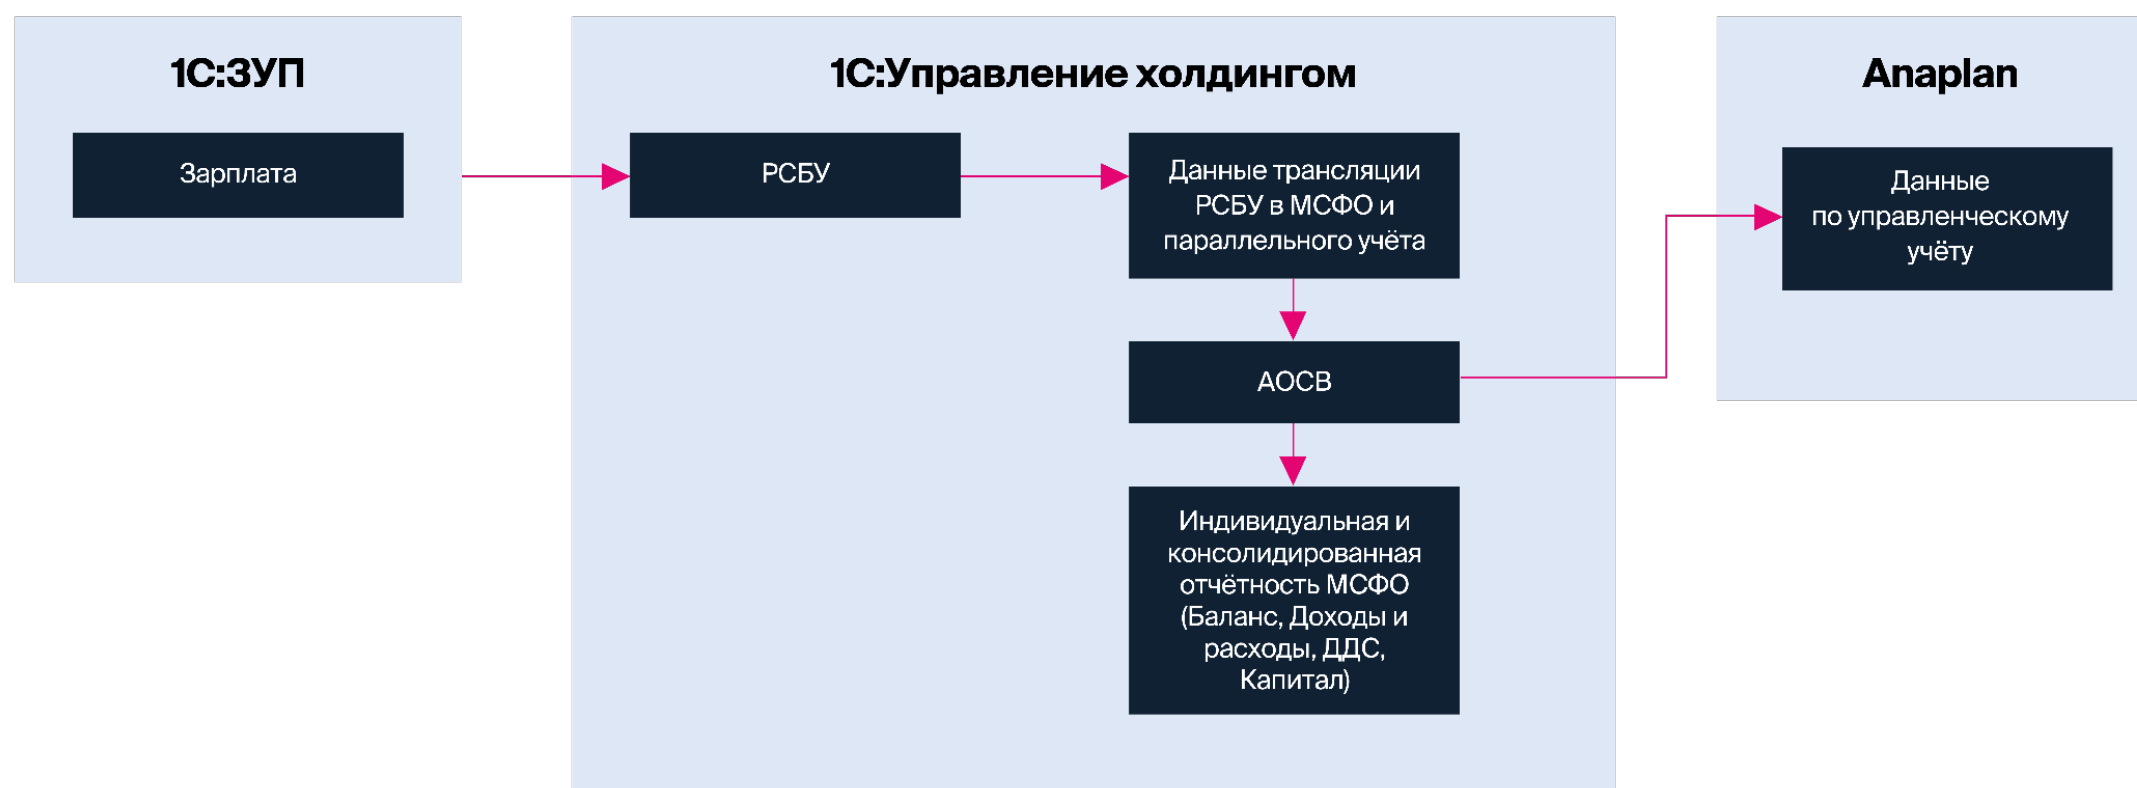 1С:ЗУП
Зарплата
1С:Управление холдингом
РСБУ
Данные трансляции
РСБУ в МСФО и
параллельного учёта
АОСВ
Индивидуальная и
консолидированная
отчётность МСФО
(Баланс, Доходы и
расходы, ДДС,
Капитал)
Anaplan
Данные
по управленческому
учёту